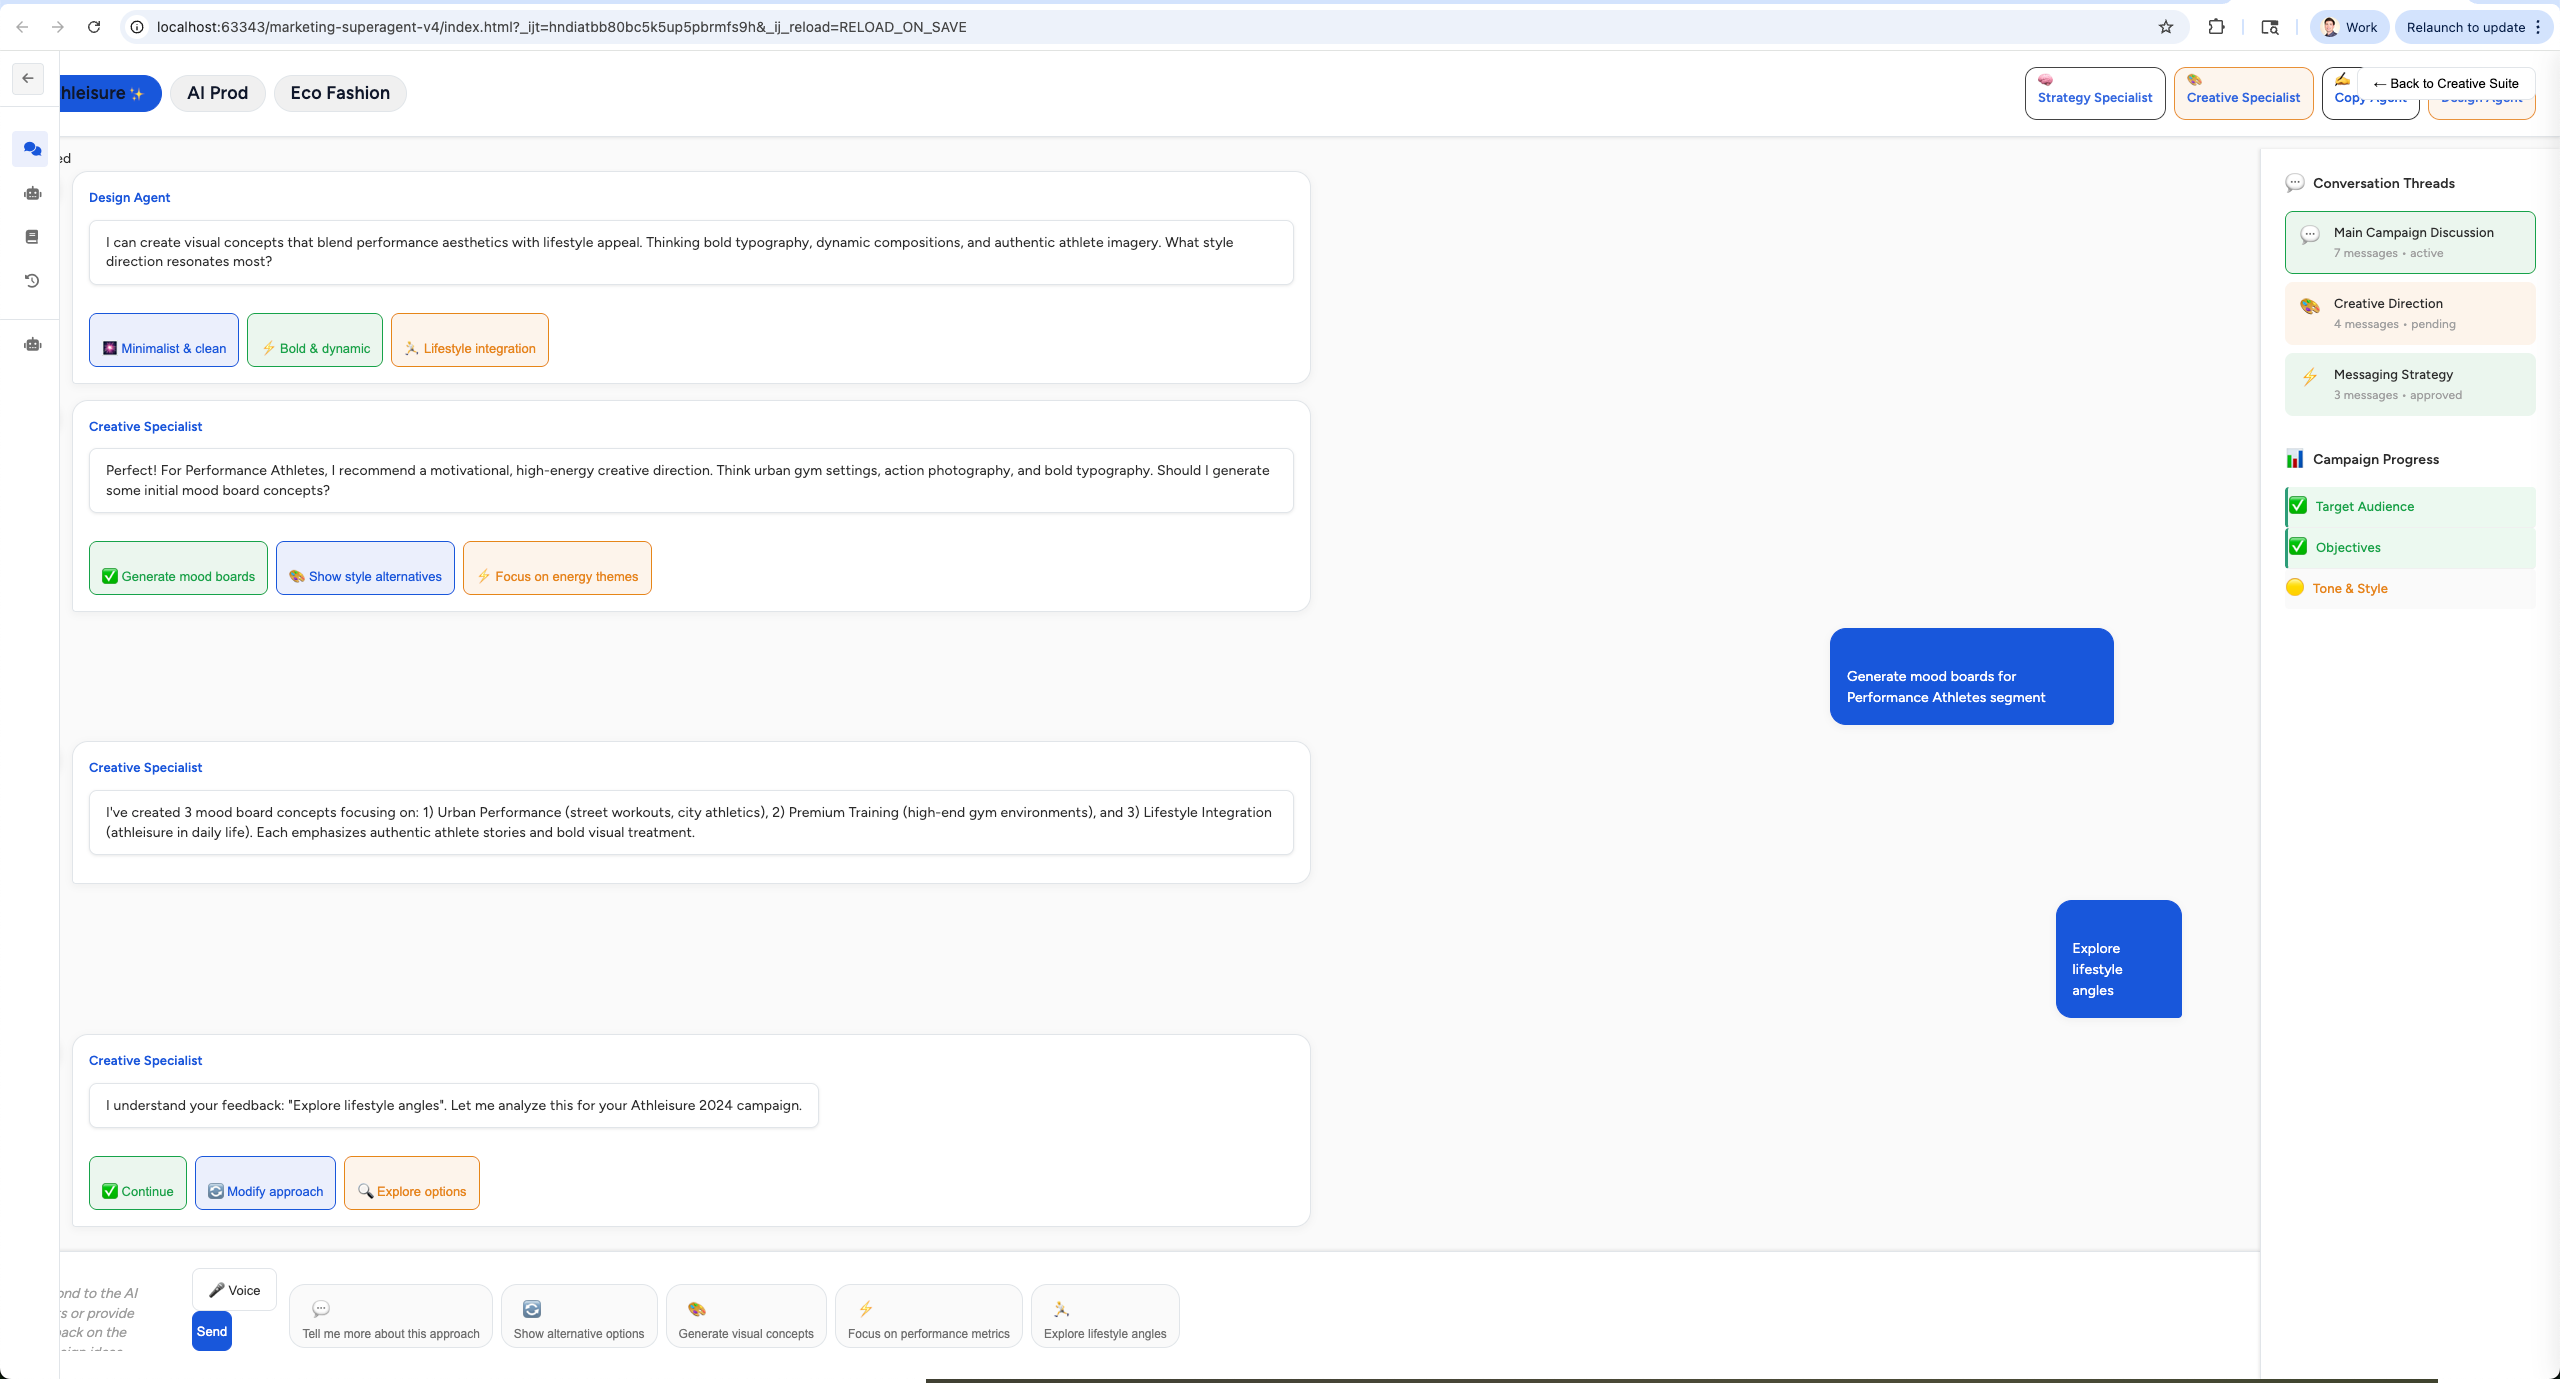 localhost:63343/marketing-superagent-v4/index.html?_ijt=hndiatbb80bc5k5up5pbrmfs9h&_ij_reload=RELOAD_ON_SAVE
Work
Relaunch to update
hleisure
AI Prod
Eco Fashion
Strategy Specialist
Creative Specialist
Copy Agent
← Back to Creative Suite
Design Agent
ed
Design Agent
I can create visual concepts that blend performance aesthetics with lifestyle appeal. Thinking bold typography, dynamic compositions, and authentic athlete imagery. What style
direction resonates most?
Minimalist & clean
Bold & dynamic
Lifestyle integration
Creative Specialist
Perfect! For Performance Athletes, I recommend a motivational, high-energy creative direction. Think urban gym settings, action photography, and bold typography. Should I generate
some initial mood board concepts?
Generate mood boards
Show style alternatives
Focus on energy themes
Generate mood boards for
Performance Athletes segment
Creative Specialist
I've created 3 mood board concepts focusing on: 1) Urban Performance (street workouts, city athletics), 2) Premium Training (high-end gym environments), and 3) Lifestyle Integration
(athleisure in daily life). Each emphasizes authentic athlete stories and bold visual treatment.
Explore
lifestyle
angles
Creative Specialist
I understand your feedback: "Explore lifestyle angles". Let me analyze this for your Athleisure 2024 campaign.
Continue
Modify approach
Explore options
ond to the AI
s or provide
ack on the
Voice
Send
Tell me more about this approach
Show alternative options
Generate visual concepts
Focus on performance metrics
Explore lifestyle angles
Conversation Threads
Main Campaign Discussion
7 messages • active
Creative Direction
4 messages • pending
Messaging Strategy
3 messages • approved
Campaign Progress
Target Audience
Objectives
Tone & Style